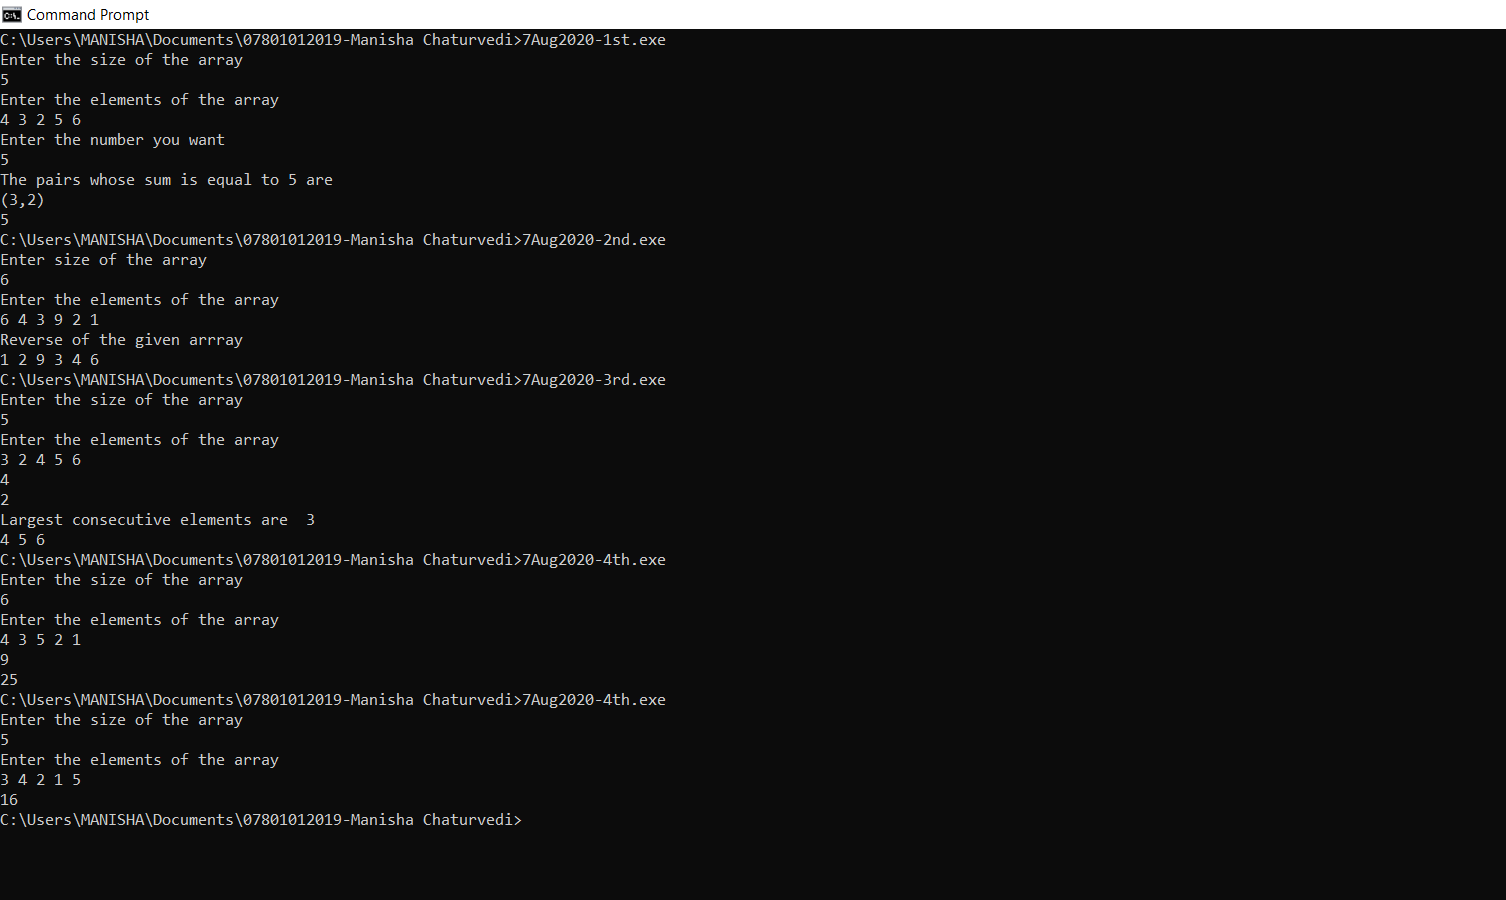 Command Prompt
C:\Users\MANISHA\Documents\07801012019-Manisha Chaturvedi>7Aug2020-1st.exe
Enter the size of the array
5
Enter the elements of the array
4 3 2 5 6
Enter the number you want
5
The pairs whose sum is equal to 5 are
(3,2)
5
C:\Users\MANISHA\Documents\07801012019-Manisha Chaturvedi>7Aug2020-2nd.exe
Enter size of the array
6
Enter the elements of the array
6 4 3 9 2 1
Reverse of the given arrray
1 2 9 3 4 6
C:\Users\MANISHA\Documents\07801012019-Manisha Chaturvedi>7Aug2020-3rd.exe
Enter the size of the array
5
Enter the elements of the array
3 2 4 5 6
4
2
Largest consecutive elements are  3
4 5 6
C:\Users\MANISHA\Documents\07801012019-Manisha Chaturvedi>7Aug2020-4th.exe
Enter the size of the array
6
Enter the elements of the array
4 3 5 2 1
9
25
C:\Users\MANISHA\Documents\07801012019-Manisha Chaturvedi>7Aug2020-4th.exe
Enter the size of the array
5
Enter the elements of the array
3 4 2 1 5
16
C:\Users\MANISHA\Documents\07801012019-Manisha Chaturvedi>